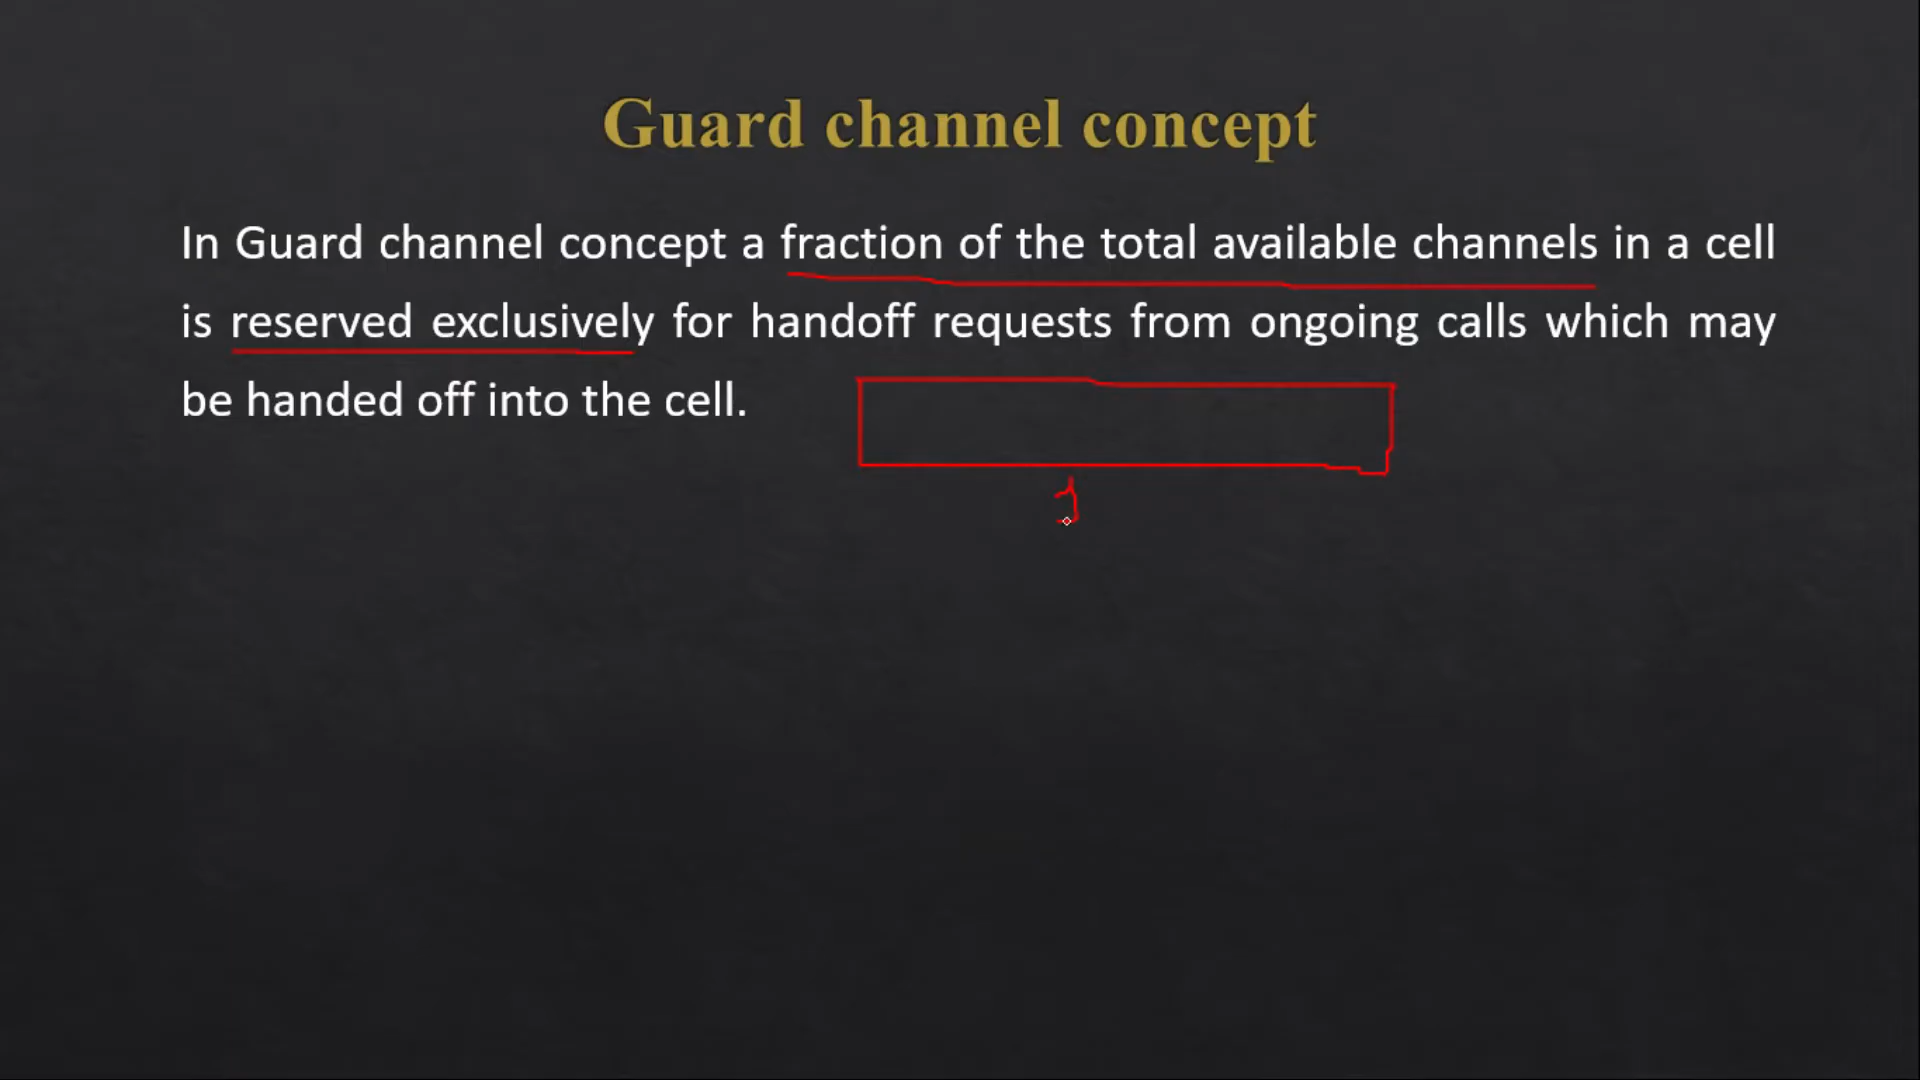 Guard channel concept
In Guard channel concept a fraction of the total available channels in a cell
is reserved exclusively for handoff requests from ongoing calls which may
be handed off into the cell.